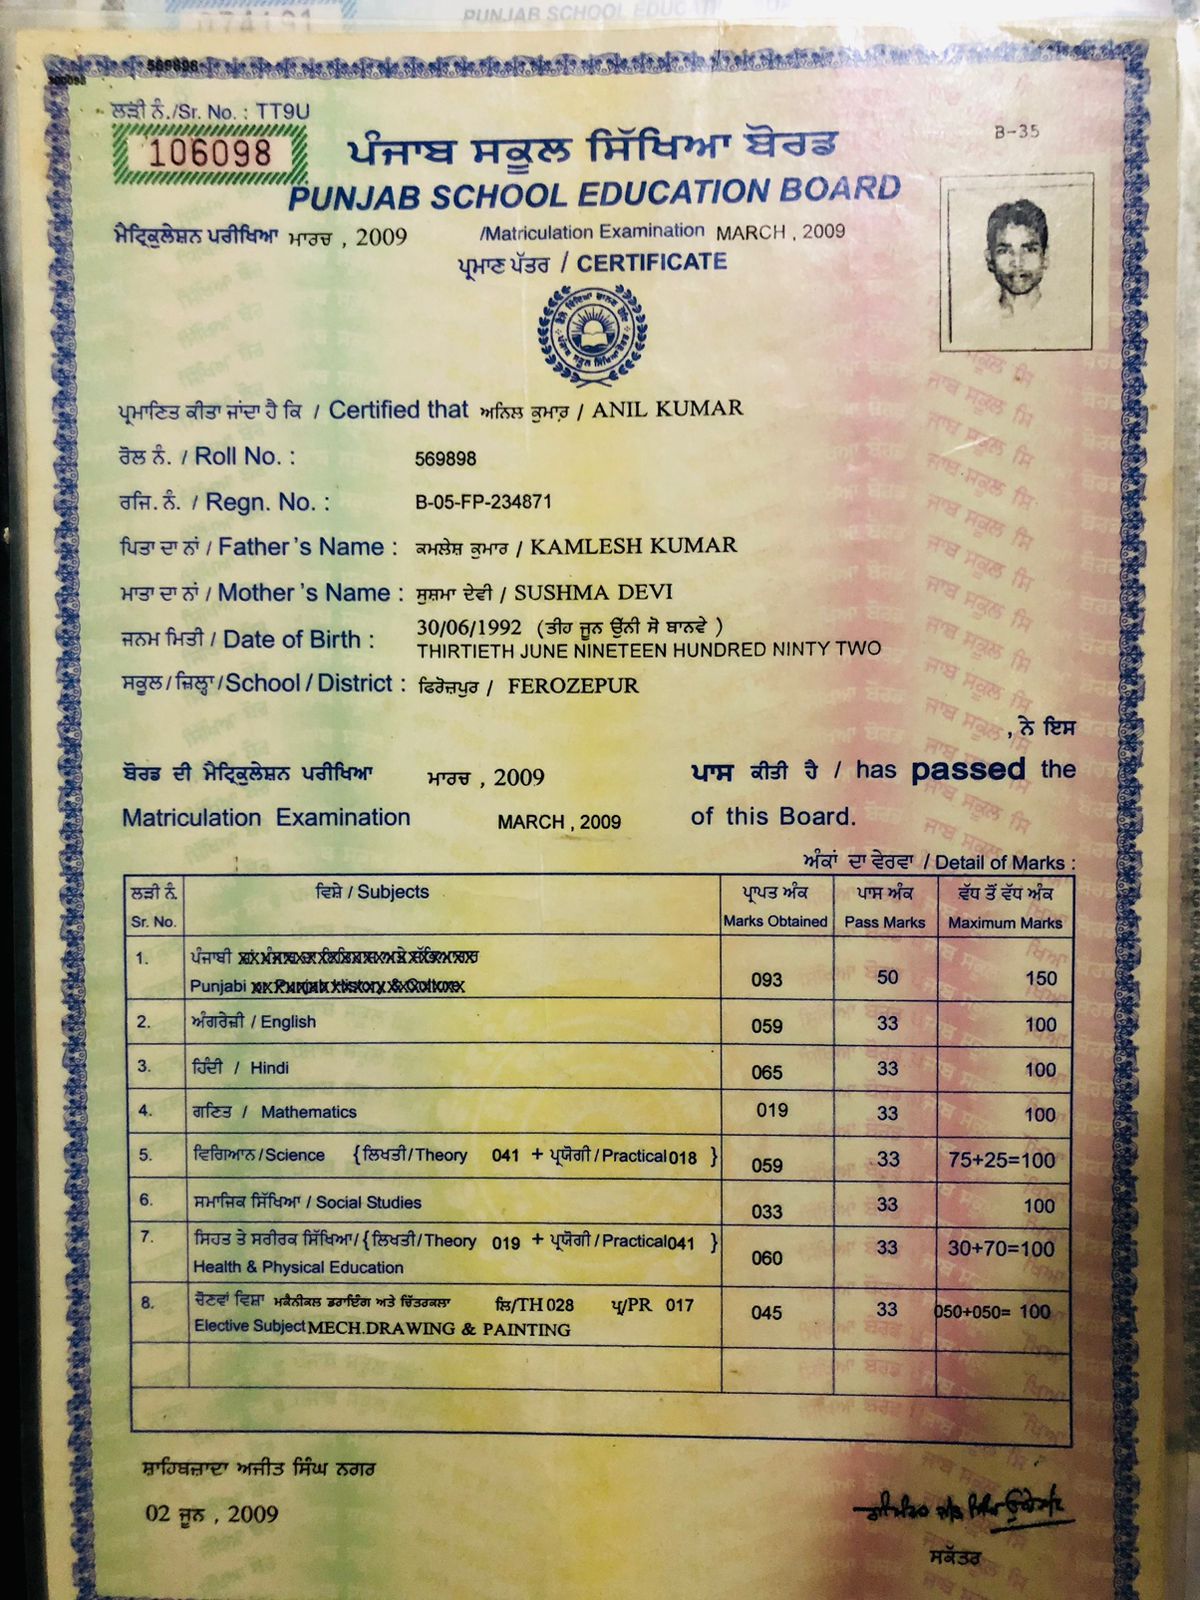 PUNJAB SCHOOL EDUCATI
569898
ਲੜੀ ਨੰ./Sr. No. : TT9U
106098
B-35
ਪੰਜਾਬ ਸਕੂਲ ਸਿੱਖਿਆ ਬੋਰਡ
PUNJAB SCHOOL EDUCATION BOARD
ਮੈਟ੍ਰਿਕੁਲੇਸ਼ਨ ਪਰੀਖਿਆ ਮਾਰਚ , 2009 /Matriculation Examination MARCH , 2009
ਪ੍ਰਮਾਣ ਪੱਤਰ / CERTIFICATE
ਪ੍ਰਮਾਣਿਤ ਕੀਤਾ ਜਾਂਦਾ ਹੈ ਕਿ / Certified that ਅਨਿਲ ਕੁਮਾਰ / ANIL KUMAR
ਰੋਲ ਨੰ. / Roll No. : 569898
ਰਜਿ. ਨੰ. / Regn. No. : B-05-FP-234871
ਪਿਤਾ ਦਾ ਨਾਂ / Father's Name : ਕਮਲੇਸ਼ ਕੁਮਾਰ / KAMLESH KUMAR
ਮਾਤਾ ਦਾ ਨਾਂ / Mother's Name : ਸੁਸ਼ਮਾ ਦੇਵੀ / SUSHMA DEVI
ਜਨਮ ਮਿਤੀ / Date of Birth : 30/06/1992 (ਤੀਹ ਜੂਨ ਉੱਨੀ ਸੋ ਬਾਨਵੇ )
THIRTIETH JUNE NINETEEN HUNDRED NINTY TWO
ਸਕੂਲ/ਜ਼ਿਲ੍ਹਾ/School/District : ਫਿਰੋਜ਼ਪੁਰ / FEROZEPUR
, ਨੇ ਇਸ
ਬੋਰਡ ਦੀ ਮੈਟ੍ਰਿਕੁਲੇਸ਼ਨ ਪਰੀਖਿਆ ਮਾਰਚ , 2009 ਪਾਸ ਕੀਤੀ ਹੈ / has passed the
Matriculation Examination MARCH , 2009 of this Board.
ਅੰਕਾਂ ਦਾ ਵੇਰਵਾ / Detail of Marks :
ਲੜੀ ਨੰ. ਵਿਸ਼ੇ / Subjects ਪ੍ਰਾਪਤ ਅੰਕ ਪਾਸ ਅੰਕ ਵੱਧ ਤੋਂ ਵੱਧ ਅੰਕ
Sr. No. Marks Obtained Pass Marks Maximum Marks
1. ਪੰਜਾਬੀ
Punjabi or Punjab History & Culture 093 50 150
2. ਅੰਗਰੇਜ਼ੀ / English 059 33 100
3. ਹਿੰਦੀ / Hindi 065 33 100
4. ਗਣਿਤ / Mathematics 019 33 100
5. ਵਿਗਿਆਨ/Science {ਲਿਖਤੀ/Theory 041 + ਪ੍ਰਯੋਗੀ/Practical 018 } 059 33 75+25=100
6. ਸਮਾਜਿਕ ਸਿੱਖਿਆ / Social Studies 033 33 100
7. ਸਿਹਤ ਤੇ ਸਰੀਰਕ ਸਿੱਖਿਆ/{ਲਿਖਤੀ/Theory 019 + ਪ੍ਰਯੋਗੀ/Practical 041 } 060 33 30+70=100
Health & Physical Education
8. ਚੋਣਵਾਂ ਵਿਸ਼ਾ ਮਕੈਨੀਕਲ ਡਰਾਇੰਗ ਅਤੇ ਚਿੱਤਰਕਲਾ ਲਿ/TH 028 ਪ੍ਰ/PR 017 045 33 050+050= 100
Elective Subject MECH.DRAWING & PAINTING
ਸ਼ਾਹਿਬਜ਼ਾਦਾ ਅਜੀਤ ਸਿੰਘ ਨਗਰ
02 ਜੂਨ , 2009
ਸਕੱਤਰ